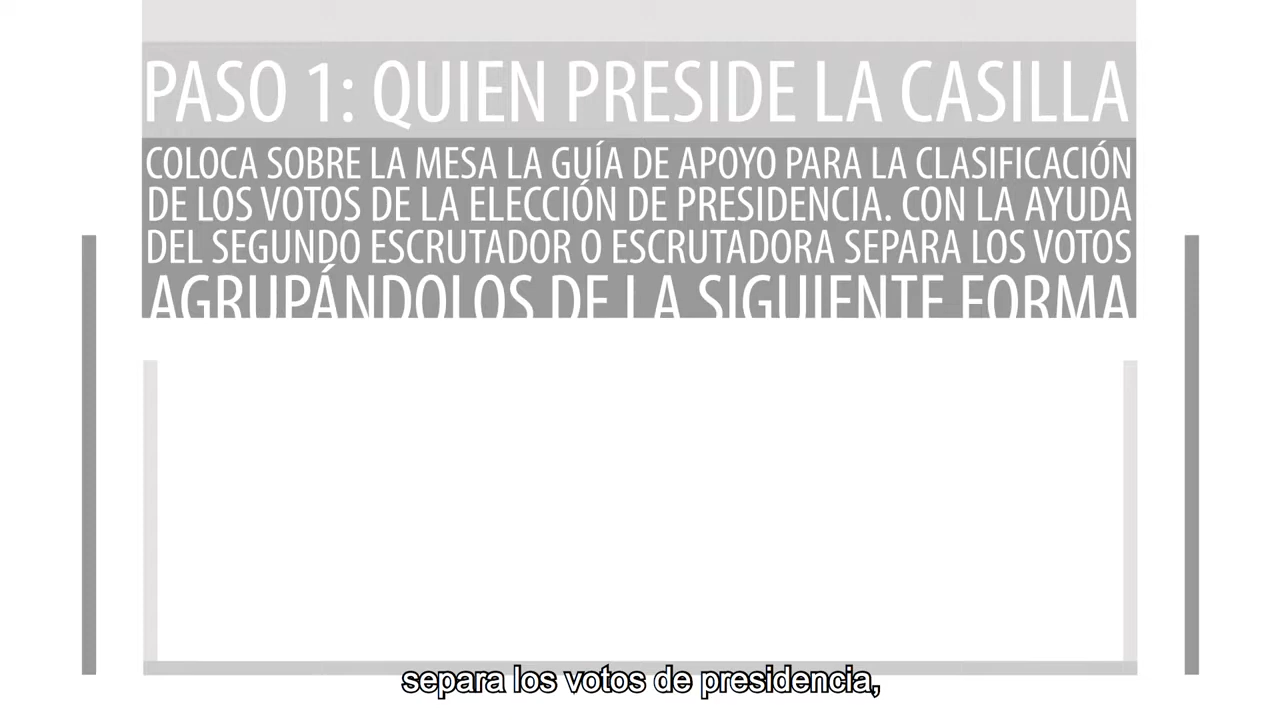 PASO 1: QUIEN PRESIDE LA CASILLA
COLOCA SOBRE LA MESA LA GUÍA DE APOYO PARA LA CLASIFICACIÓN
DE LOS VOTOS DE LA ELECCIÓN DE PRESIDENCIA. CON LA AYUDA
DEL SEGUNDO ESCRUTADOR O ESCRUTADORA SEPARA LOS VOTOS
AGRUPÁNDOLOS DE LA SIGUIENTE FORMA
separa los votos de presidencia,